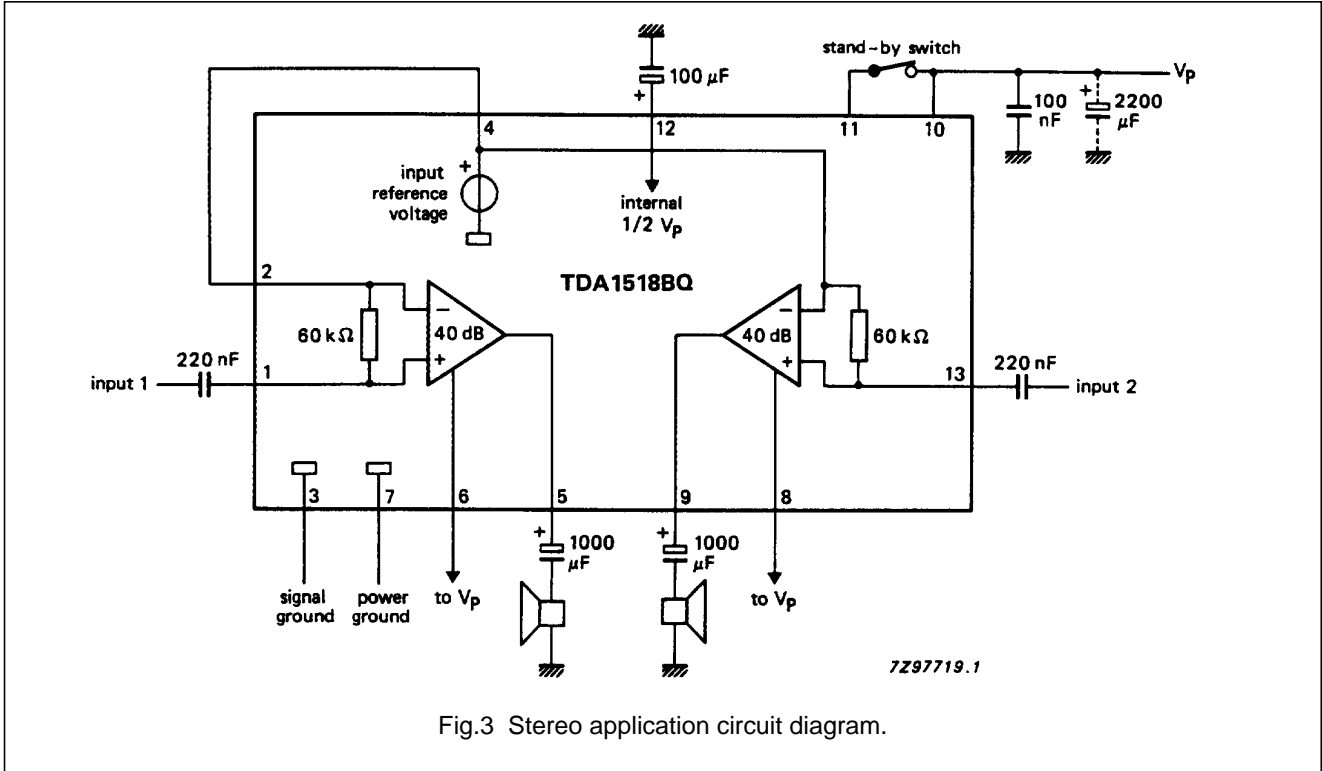 stand-by switch
100 µF
+
VP
100
nF
+
2200
µF
4
12
11
10
+
input
reference
voltage
internal
1/2 VP
2
TDA1518BQ
60 kΩ
−
40 dB
+
−
40 dB
+
60 kΩ
220 nF
input 1
1
13
220 nF
input 2
3
7
6
5
9
8
+
1000
µF
+
1000
µF
signal
ground
power
ground
to VP
to VP
7Z97719.1
Fig.3 Stereo application circuit diagram.